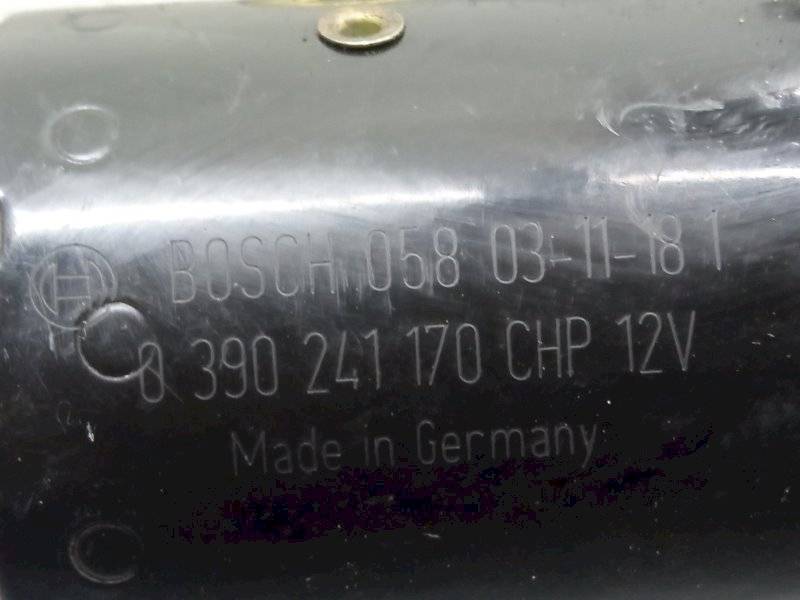 BOSCH 058 03-11-18 1
0 390 241 170 CHP 12V
Made in Germany